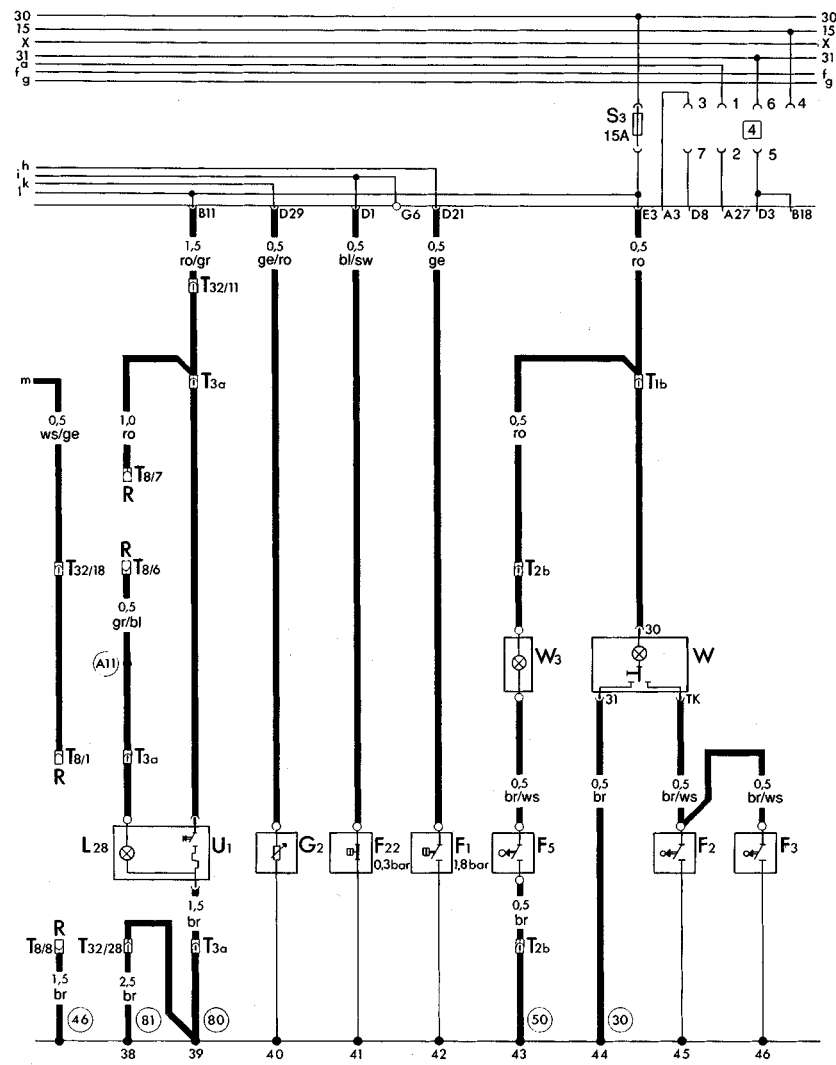 30 30
15 15
X X
31 31
a
f f
g g
3 1 6 4
S3
15A
4
7 2 5
h
i
k
l
B11 D29 D1 G6 D21 E3 A3 D8 A27 D3 B18
1,5 0,5 0,5 0,5 0,5
ro/gr ge/ro bl/sw ge ro
T32/11
T3a T1b
m
0,5 1,0 0,5
ws/ge ro ro
T8/7
R
R
T32/18 T8/6 T2b
0,5
gr/bl
30
A11 W3 W
31 TK
T8/1 T3a
R
0,5 0,5 0,5 0,5
br/ws br br/ws br/ws
L28 U1 G2 F22 F1 F5 F2 F3
0,3bar 1,8bar
1,5 0,5
br br
R
T8/8 T32/28 T3a T2b
1,5 2,5
br br
46 81 80 50 30
38 39 40 41 42 43 44 45 46